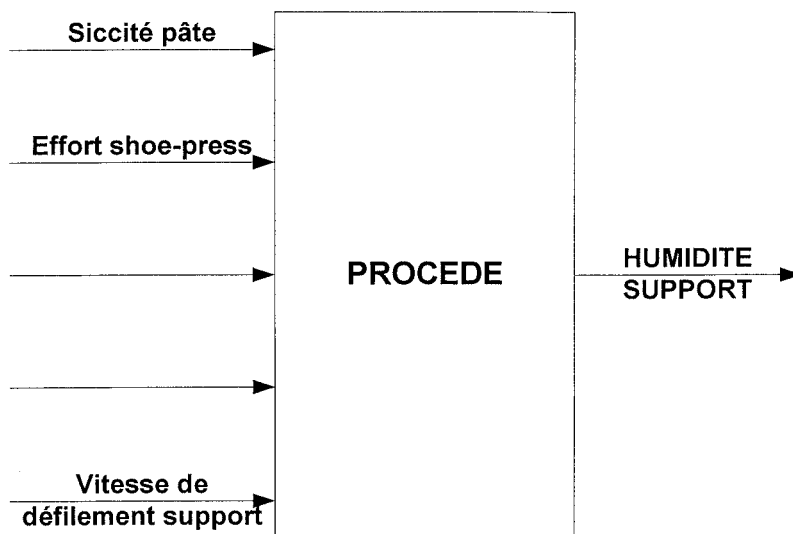 Siccité pâte
Effort shoe-press
PROCEDE
HUMIDITE
SUPPORT
Vitesse de
défilement support